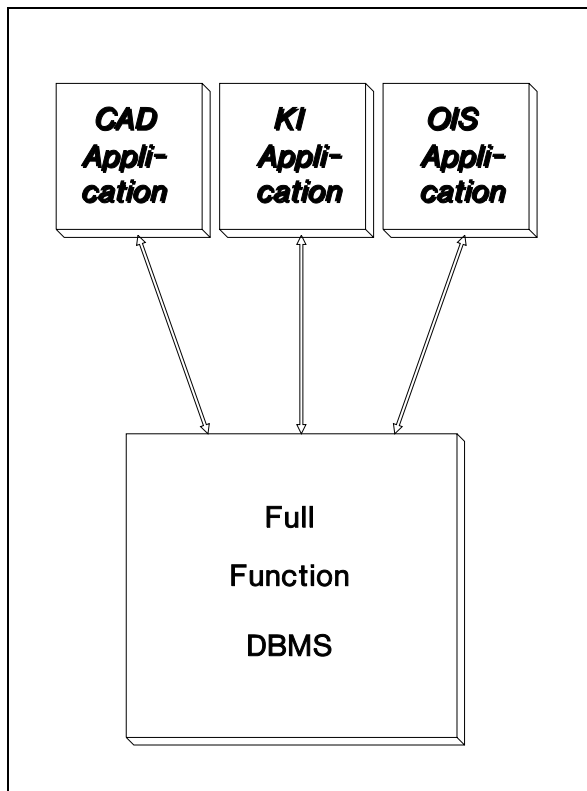 CAD
Appli-
cation
KI
Appli-
cation
OIS
Appli-
cation
Full
Function
DBMS